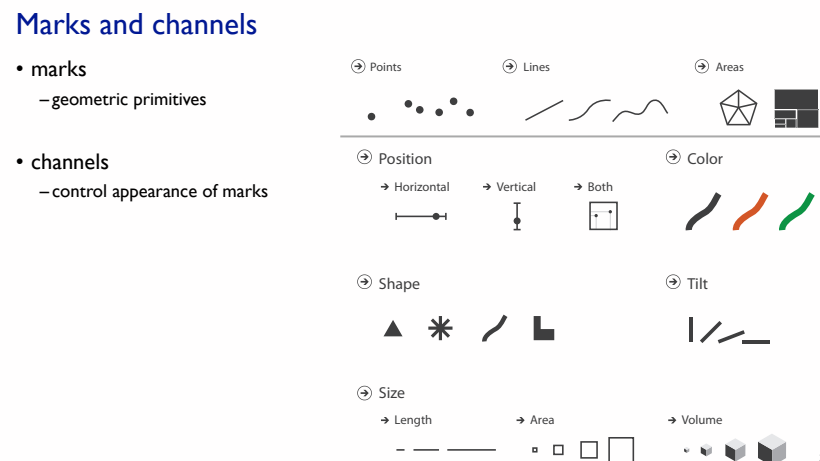 Marks and channels
• marks
–geometric primitives
• channels
–control appearance of marks
Points
Lines
Areas
Position
Color
Horizontal
Vertical
Both
Shape
Tilt
Size
Length
Area
Volume